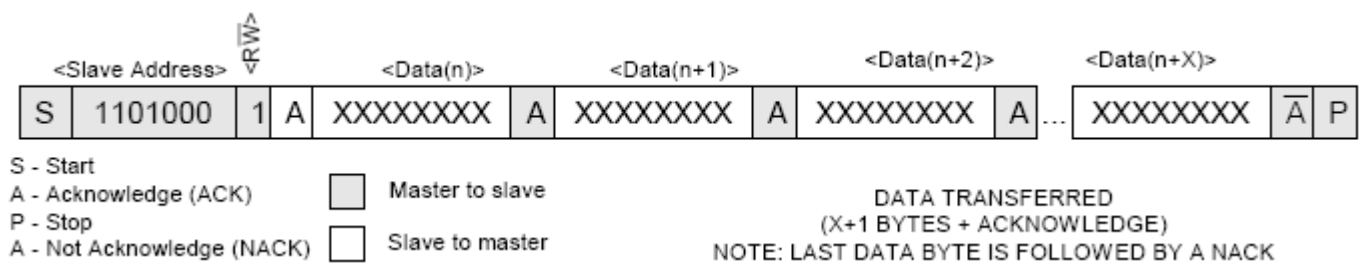 <Slave Address> <RW̅> <Data(n)> <Data(n+1)> <Data(n+2)> <Data(n+X)>
S 1101000 1 A XXXXXXXX A XXXXXXXX A XXXXXXXX A ... XXXXXXXX A̅ P
S - Start
A - Acknowledge (ACK)
P - Stop
A - Not Acknowledge (NACK)
Master to slave
Slave to master
DATA TRANSFERRED
(X+1 BYTES + ACKNOWLEDGE)
NOTE: LAST DATA BYTE IS FOLLOWED BY A NACK